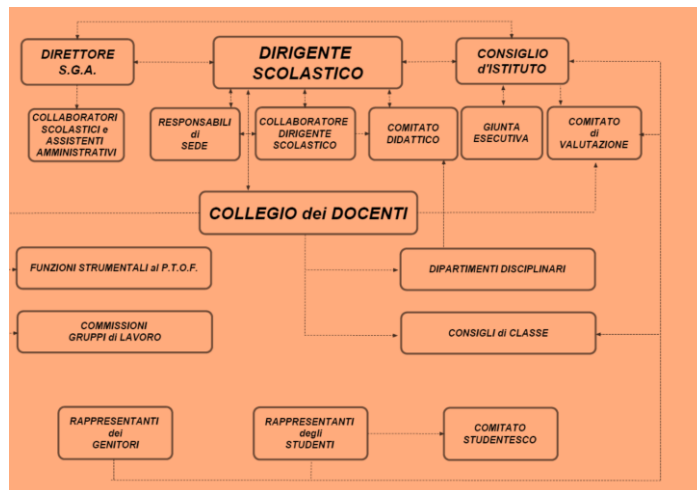 DIRETTORE
S.G.A.
DIRIGENTE
SCOLASTICO
CONSIGLIO
d'ISTITUTO
COLLABORATORI
SCOLASTICI e
ASSISTENTI
AMMINISTRATIVI
RESPONSABILI
di
SEDE
COLLABORATORE
DIRIGENTE
SCOLASTICO
COMITATO
DIDATTICO
GIUNTA
ESECUTIVA
COMITATO
di
VALUTAZIONE
COLLEGIO dei DOCENTI
FUNZIONI STRUMENTALI al P.T.O.F.
DIPARTIMENTI DISCIPLINARI
COMMISSIONI
GRUPPI di LAVORO
CONSIGLI di CLASSE
RAPPRESENTANTI
dei
GENITORI
RAPPRESENTANTI
degli
STUDENTI
COMITATO
STUDENTESCO